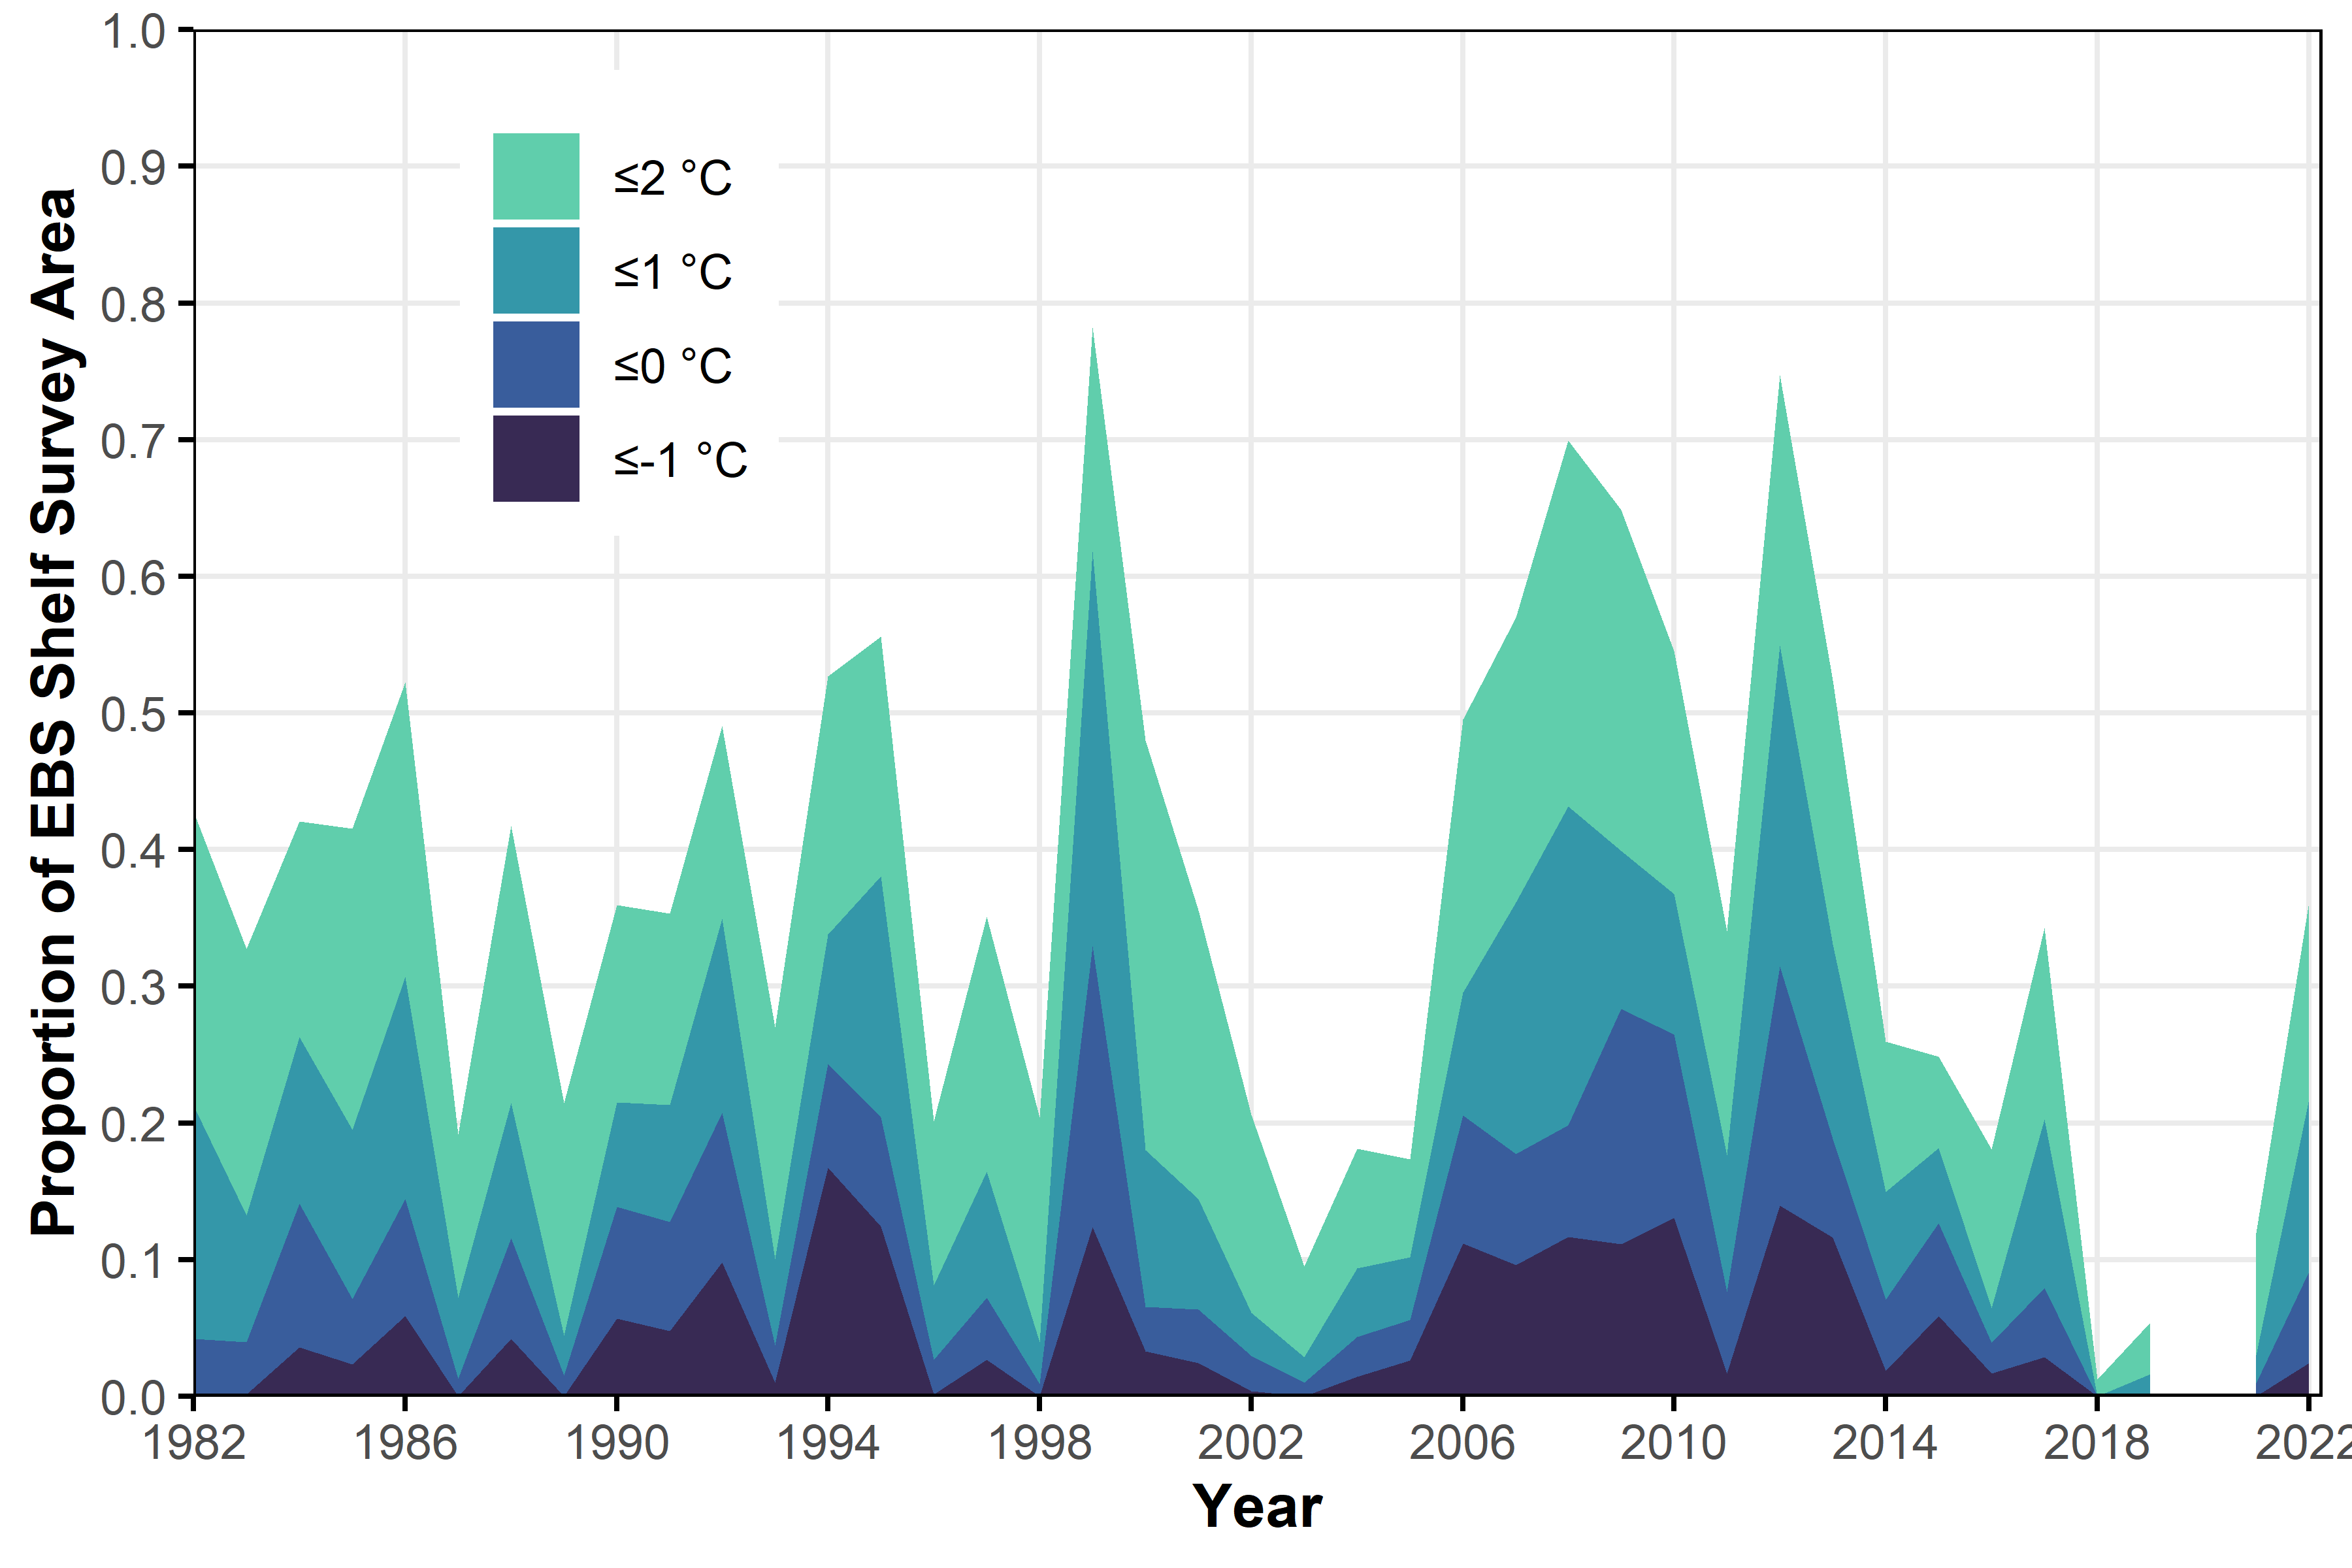 Proportion of EBS Shelf Survey Area
1.0
0.9
0.8
0.7
0.6
0.5
0.4
0.3
0.2
0.1
0.0
≤2 °C
≤1 °C
≤0 °C
≤-1 °C
1982 1986 1990 1994 1998 2002 2006 2010 2014 2018 2022
Year